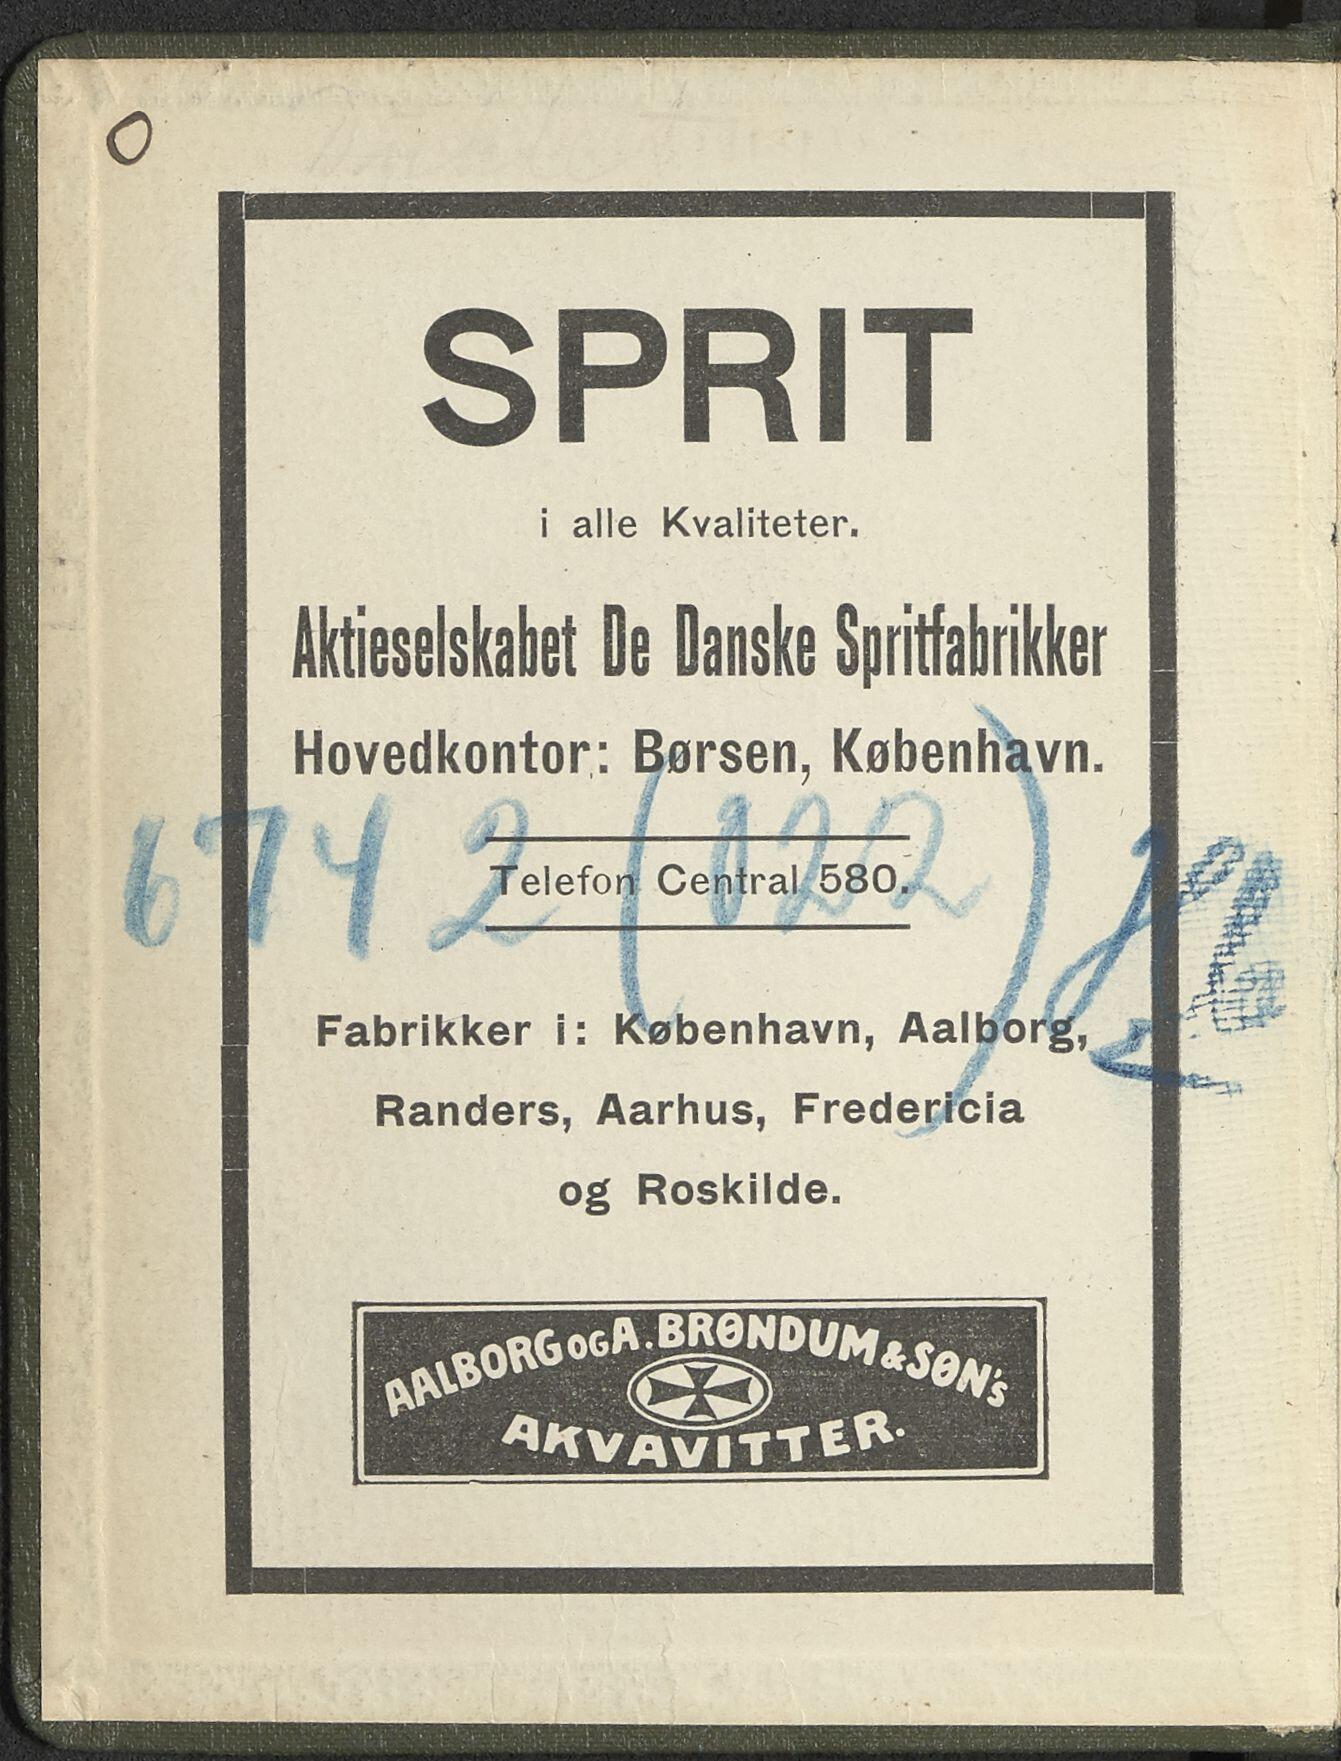 O
SPRIT
i alle Kvaliteter.
Aktieselskabet De Danske Spritfabrikker
Hovedkontor: Børsen, København.
6742 (022)
Telefon Central 580.
Fabrikker i: København, Aalborg,
Randers, Aarhus, Fredericia
og Roskilde.
AALBORG OG A. BRØNDUM & SØN's
AKVAVITTER.